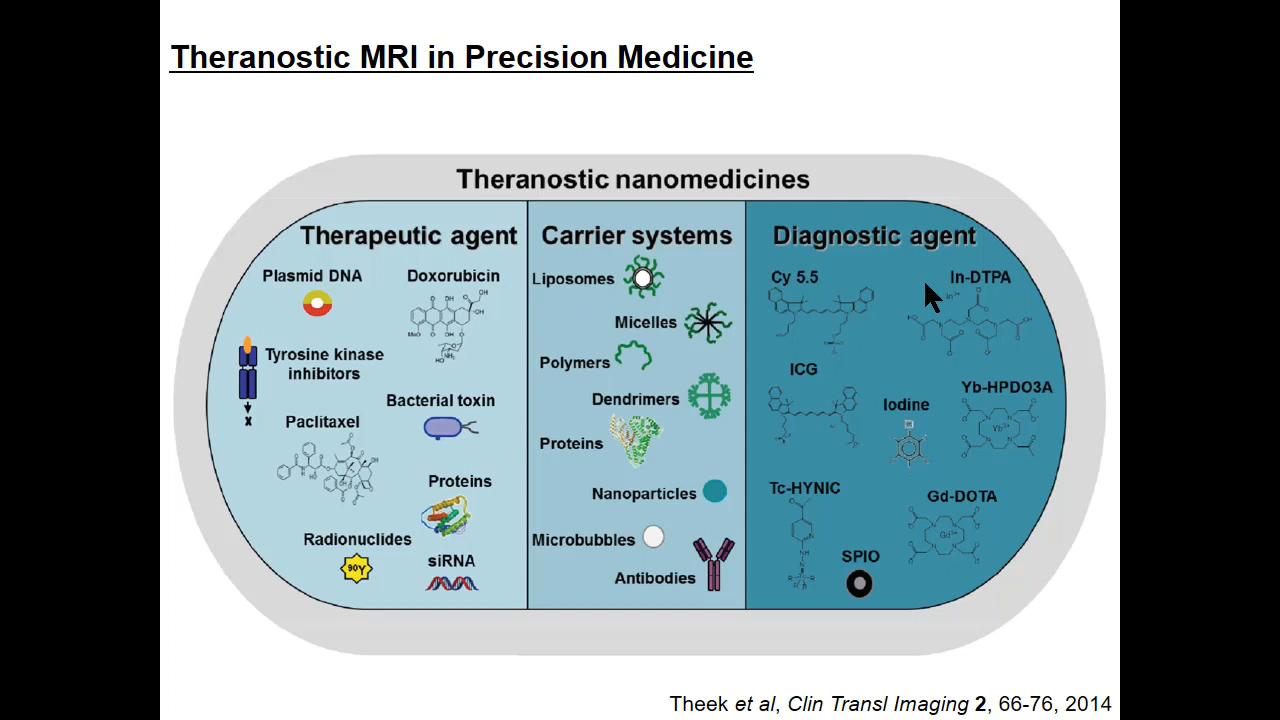 Theranostic MRI in Precision Medicine
Theranostic nanomedicines
Therapeutic agent
Plasmid DNA
Doxorubicin
Tyrosine kinase
inhibitors
Bacterial toxin
Paclitaxel
Proteins
Radionuclides
90Y
siRNA
x
Carrier systems
Liposomes
Micelles
Polymers
Dendrimers
Proteins
Nanoparticles
Microbubbles
Antibodies
Diagnostic agent
Cy 5.5
In-DTPA
In3+
ICG
Iodine
Yb-HPDO3A
Yb3+
Tc-HYNIC
Gd-DOTA
Gd3+
SPIO
Theek et al, Clin Transl Imaging 2, 66-76, 2014